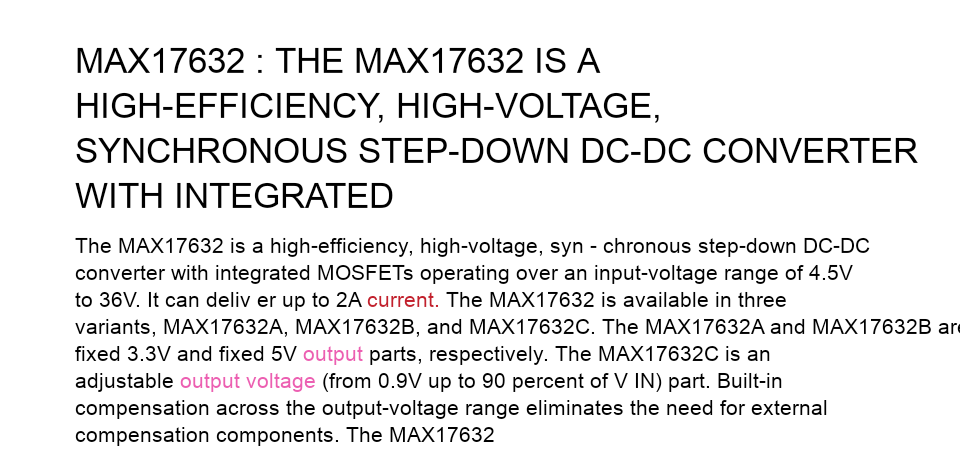 MAX17632 : THE MAX17632 IS A
HIGH-EFFICIENCY, HIGH-VOLTAGE,
SYNCHRONOUS STEP-DOWN DC-DC CONVERTER
WITH INTEGRATED
The MAX17632 is a high-efficiency, high-voltage, syn - chronous step-down DC-DC
converter with integrated MOSFETs operating over an input-voltage range of 4.5V
to 36V. It can deliv er up to 2A current. The MAX17632 is available in three
variants, MAX17632A, MAX17632B, and MAX17632C. The MAX17632A and MAX17632B are
fixed 3.3V and fixed 5V output parts, respectively. The MAX17632C is an
adjustable output voltage (from 0.9V up to 90 percent of V IN) part. Built-in
compensation across the output-voltage range eliminates the need for external
compensation components. The MAX17632